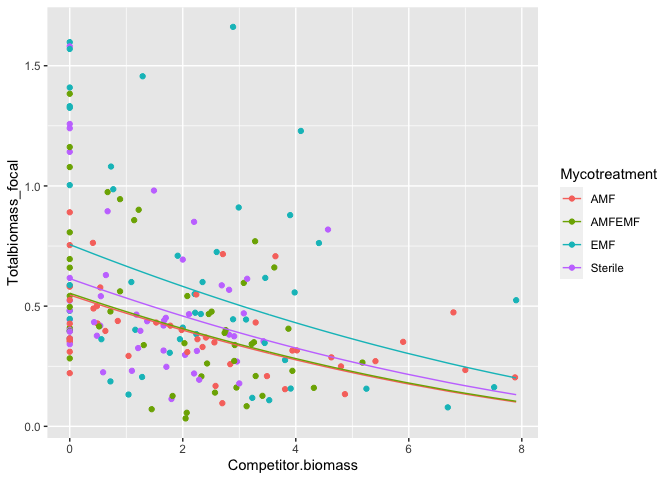 1.5
1.0
0.5
0.0
Totalbiomass_focal
0
2
4
6
8
Competitor.biomass
Mycotreatment
AMF
AMFEMF
EMF
Sterile